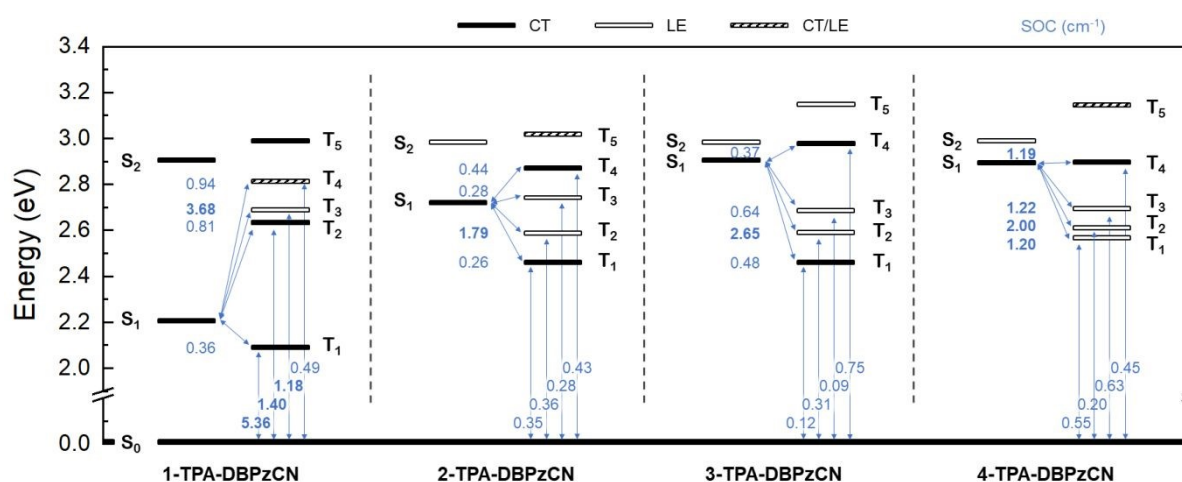 CT LE CT/LE SOC (cm⁻¹)
Energy (eV)
3.4
3.2
3.0
2.8
2.6
2.4
2.2
2.0
0.0
S₂
S₁
S₀
T₅
T₄
T₃
T₂
T₁
0.94
3.68
0.81
0.36
0.49
1.18
1.40
5.36
1-TPA-DBPzCN
S₂
S₁
T₅
T₄
T₃
T₂
T₁
0.44
0.28
1.79
0.26
0.43
0.28
0.36
0.35
2-TPA-DBPzCN
S₂
S₁
T₅
T₄
T₃
T₂
T₁
0.37
0.64
2.65
0.48
0.75
0.09
0.31
0.12
3-TPA-DBPzCN
S₂
S₁
T₅
T₄
T₃
T₂
T₁
1.19
1.22
2.00
1.20
0.45
0.63
0.20
0.55
4-TPA-DBPzCN